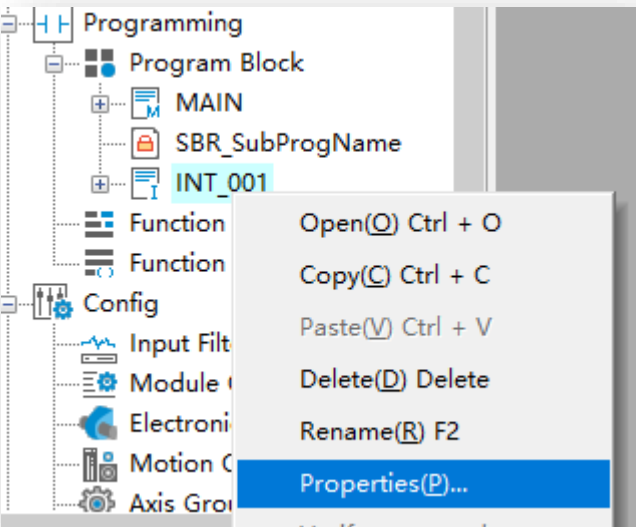 Programming
Program Block
MAIN
SBR_SubProgName
INT_001
Function
Function
Config
Input Filt
Module
Electroni
Motion
Axis Grou
Open(O) Ctrl + O
Copy(C) Ctrl + C
Paste(V) Ctrl + V
Delete(D) Delete
Rename(R) F2
Properties(P)...